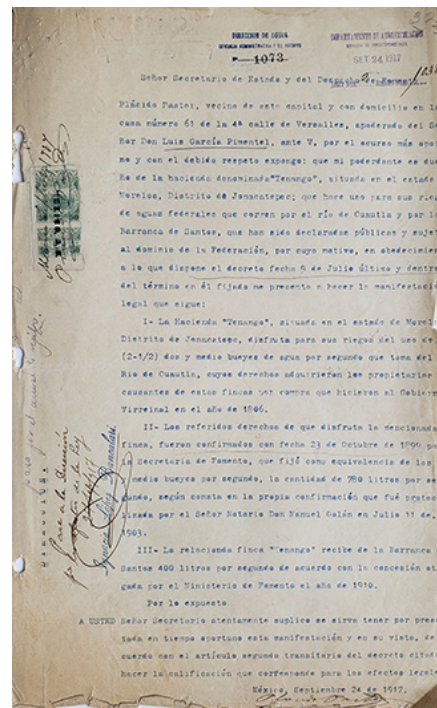 DIRECCION DE AGUAS
1073
DEPARTAMENTO DE ADMINISTRACION
SET 24 1917
Señor Secretario de Estado y del Despacho de Fomento
Plácido Pastor, vecino de esta capital y con domicilio en la
casa número 61 de la 4ª calle de Versalles, apoderado del Se
ñor Don Luis García Pimentel, ante V. por el ocurso más opo
no y con el debido respeto expongo: que mi poderdante es due
ño de la hacienda denominada "Tenango", situada en el estado
Morelos, Distrito de Jonacatepec; que hace uso para sus rie
de aguas federales que corren por el río de Cuautla y por l
Barranca de Santos, que han sido declaradas públicas y suje
al dominio de la Federación, por cuyo motivo, en obedecimien
a lo que dispone el decreto fecha 9 de Julio último y dentro
del término en él fijado me presento a hacer la manifestació
legal que sigue:
I- La Hacienda "Tenango", situada en el estado de Morel
Distrito de Jonacatepec, disfruta para sus riegos del uso de
(2-1/2) dos y medio bueyes de agua por segundo que toma del
Río de Cuautla, cuyos derechos adquirieron los propietarios
causantes de estas fincas por compra que hicieron al Gobier
Virreinal en el año de 1806.
II- Los referidos derechos de que disfruta la mencionada
finca, fueron confirmados con fecha 23 de Octubre de 1899 po
la Secretaría de Fomento, que fijó como equivalencia de los
medio bueyes por segundo, la cantidad de 780 litros por se
gundo, según consta en la propia confirmación que fué proto
lizada por el Señor Notario Don Manuel Galán en Julio 11 de
1903.
III- La relacionda finca "Tenango" recibe de la Barranca
Santos 400 litros por segundo de acuerdo con la concesión ot
gada por el Ministerio de Fomento el año de 1910.
Por lo expuesto
A USTED Señor Secretario atentamente suplico se sirva tener por pres
tada en tiempo oportuno esta manifestación y en su vista, de
cuerdo con el artículo segundo transitorio del decreto citad
hacer la calificación que corresponde para los efectos legal
México, Septiembre 24 de 1917.